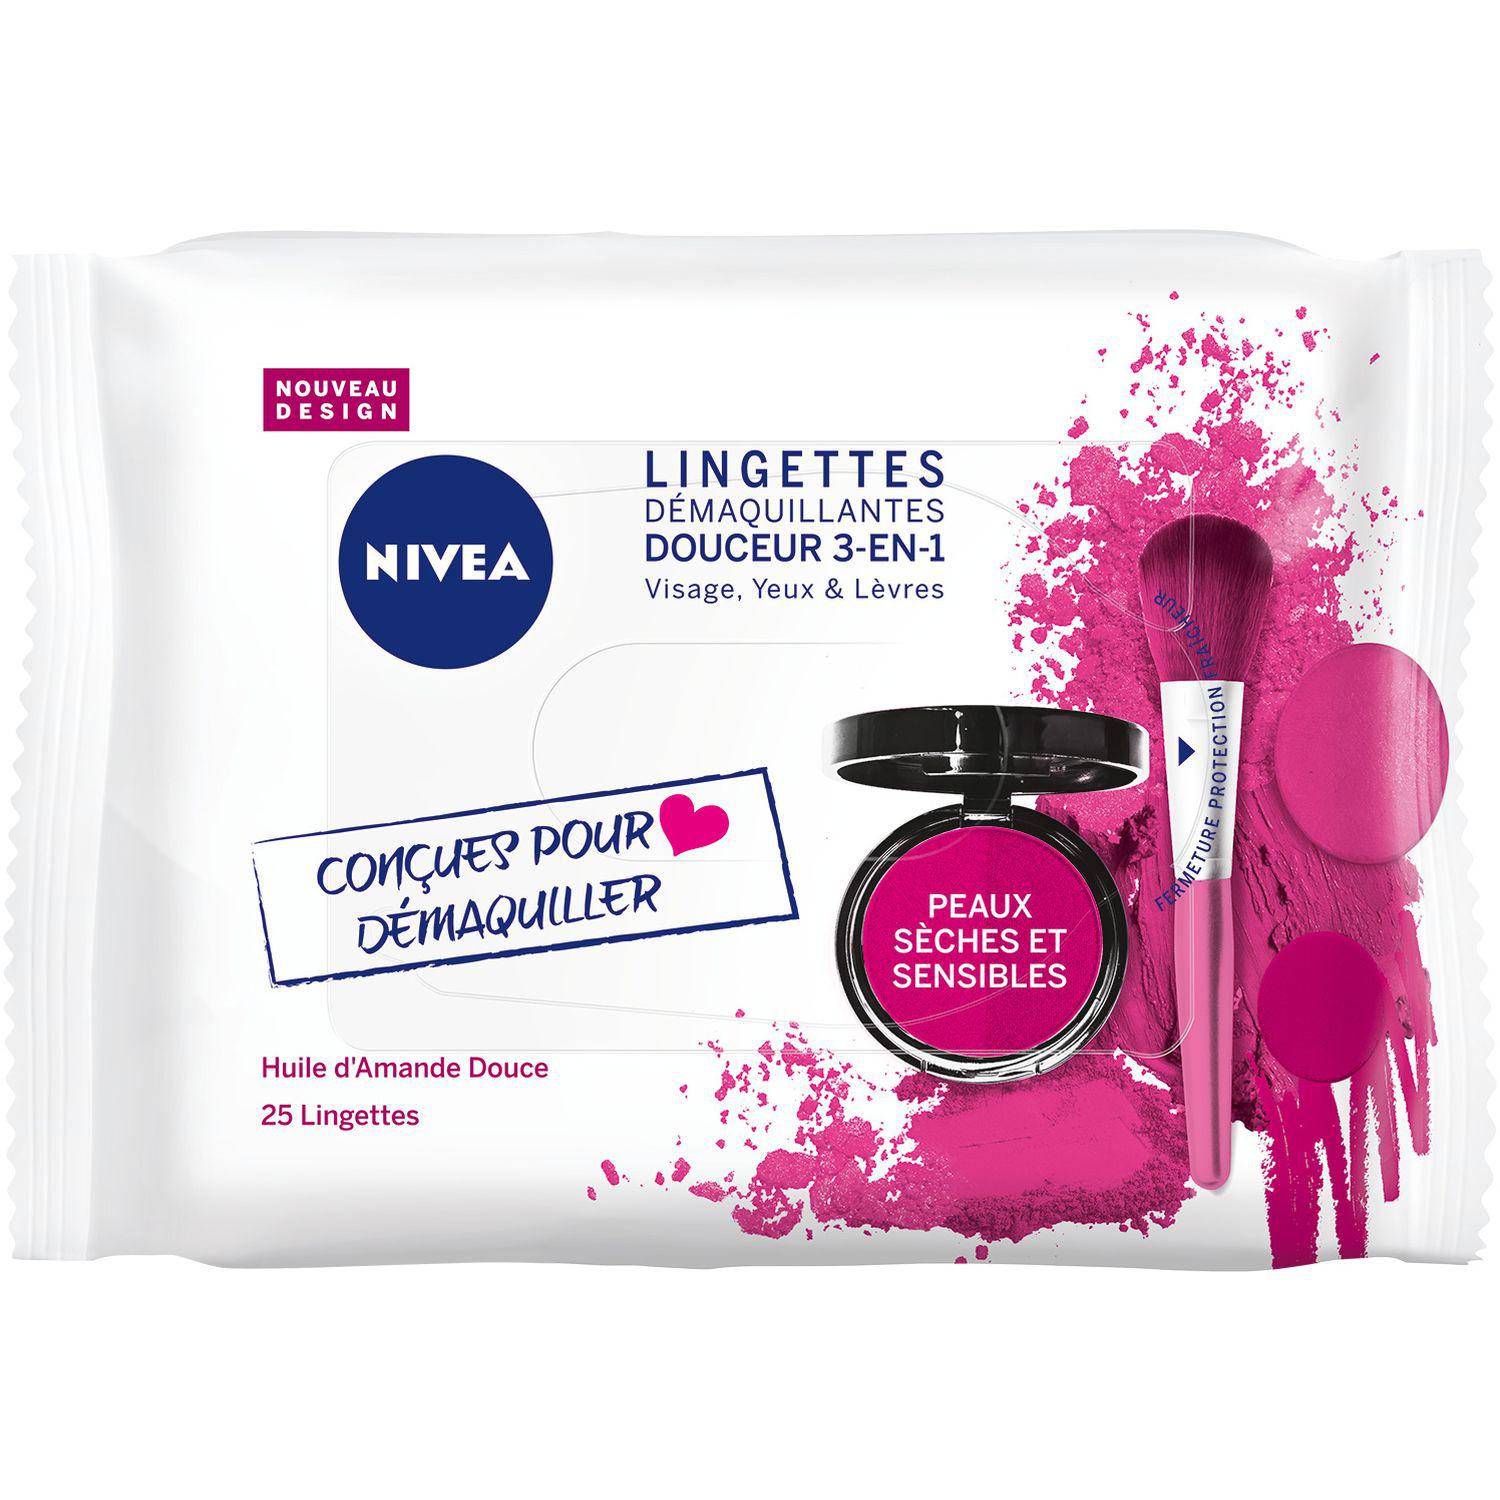 NOUVEAU
DESIGN
NIVEA
LINGETTES
DÉMAQUILLANTES
DOUCEUR 3-EN-1
Visage, Yeux & Lèvres
CONÇUES POUR
DÉMAQUILLER
PEAUX
SÈCHES ET
SENSIBLES
FERMETURE PROTECTION FRAÎCHEUR
Huile d'Amande Douce
25 Lingettes